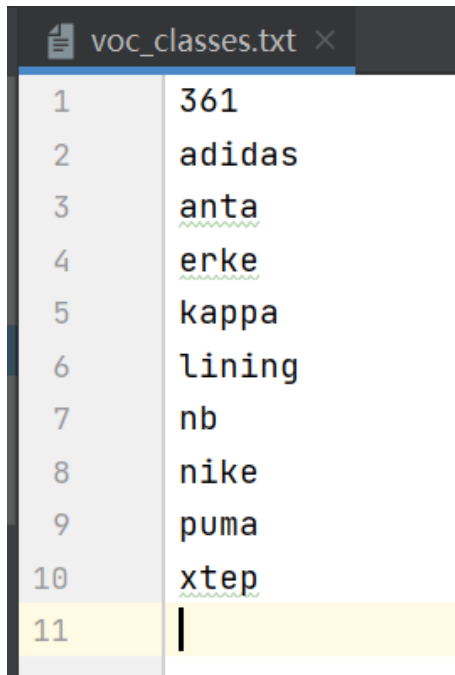 voc_classes.txt
1 361
2 adidas
3 anta
4 erke
5 kappa
6 lining
7 nb
8 nike
9 puma
10 xtep
11